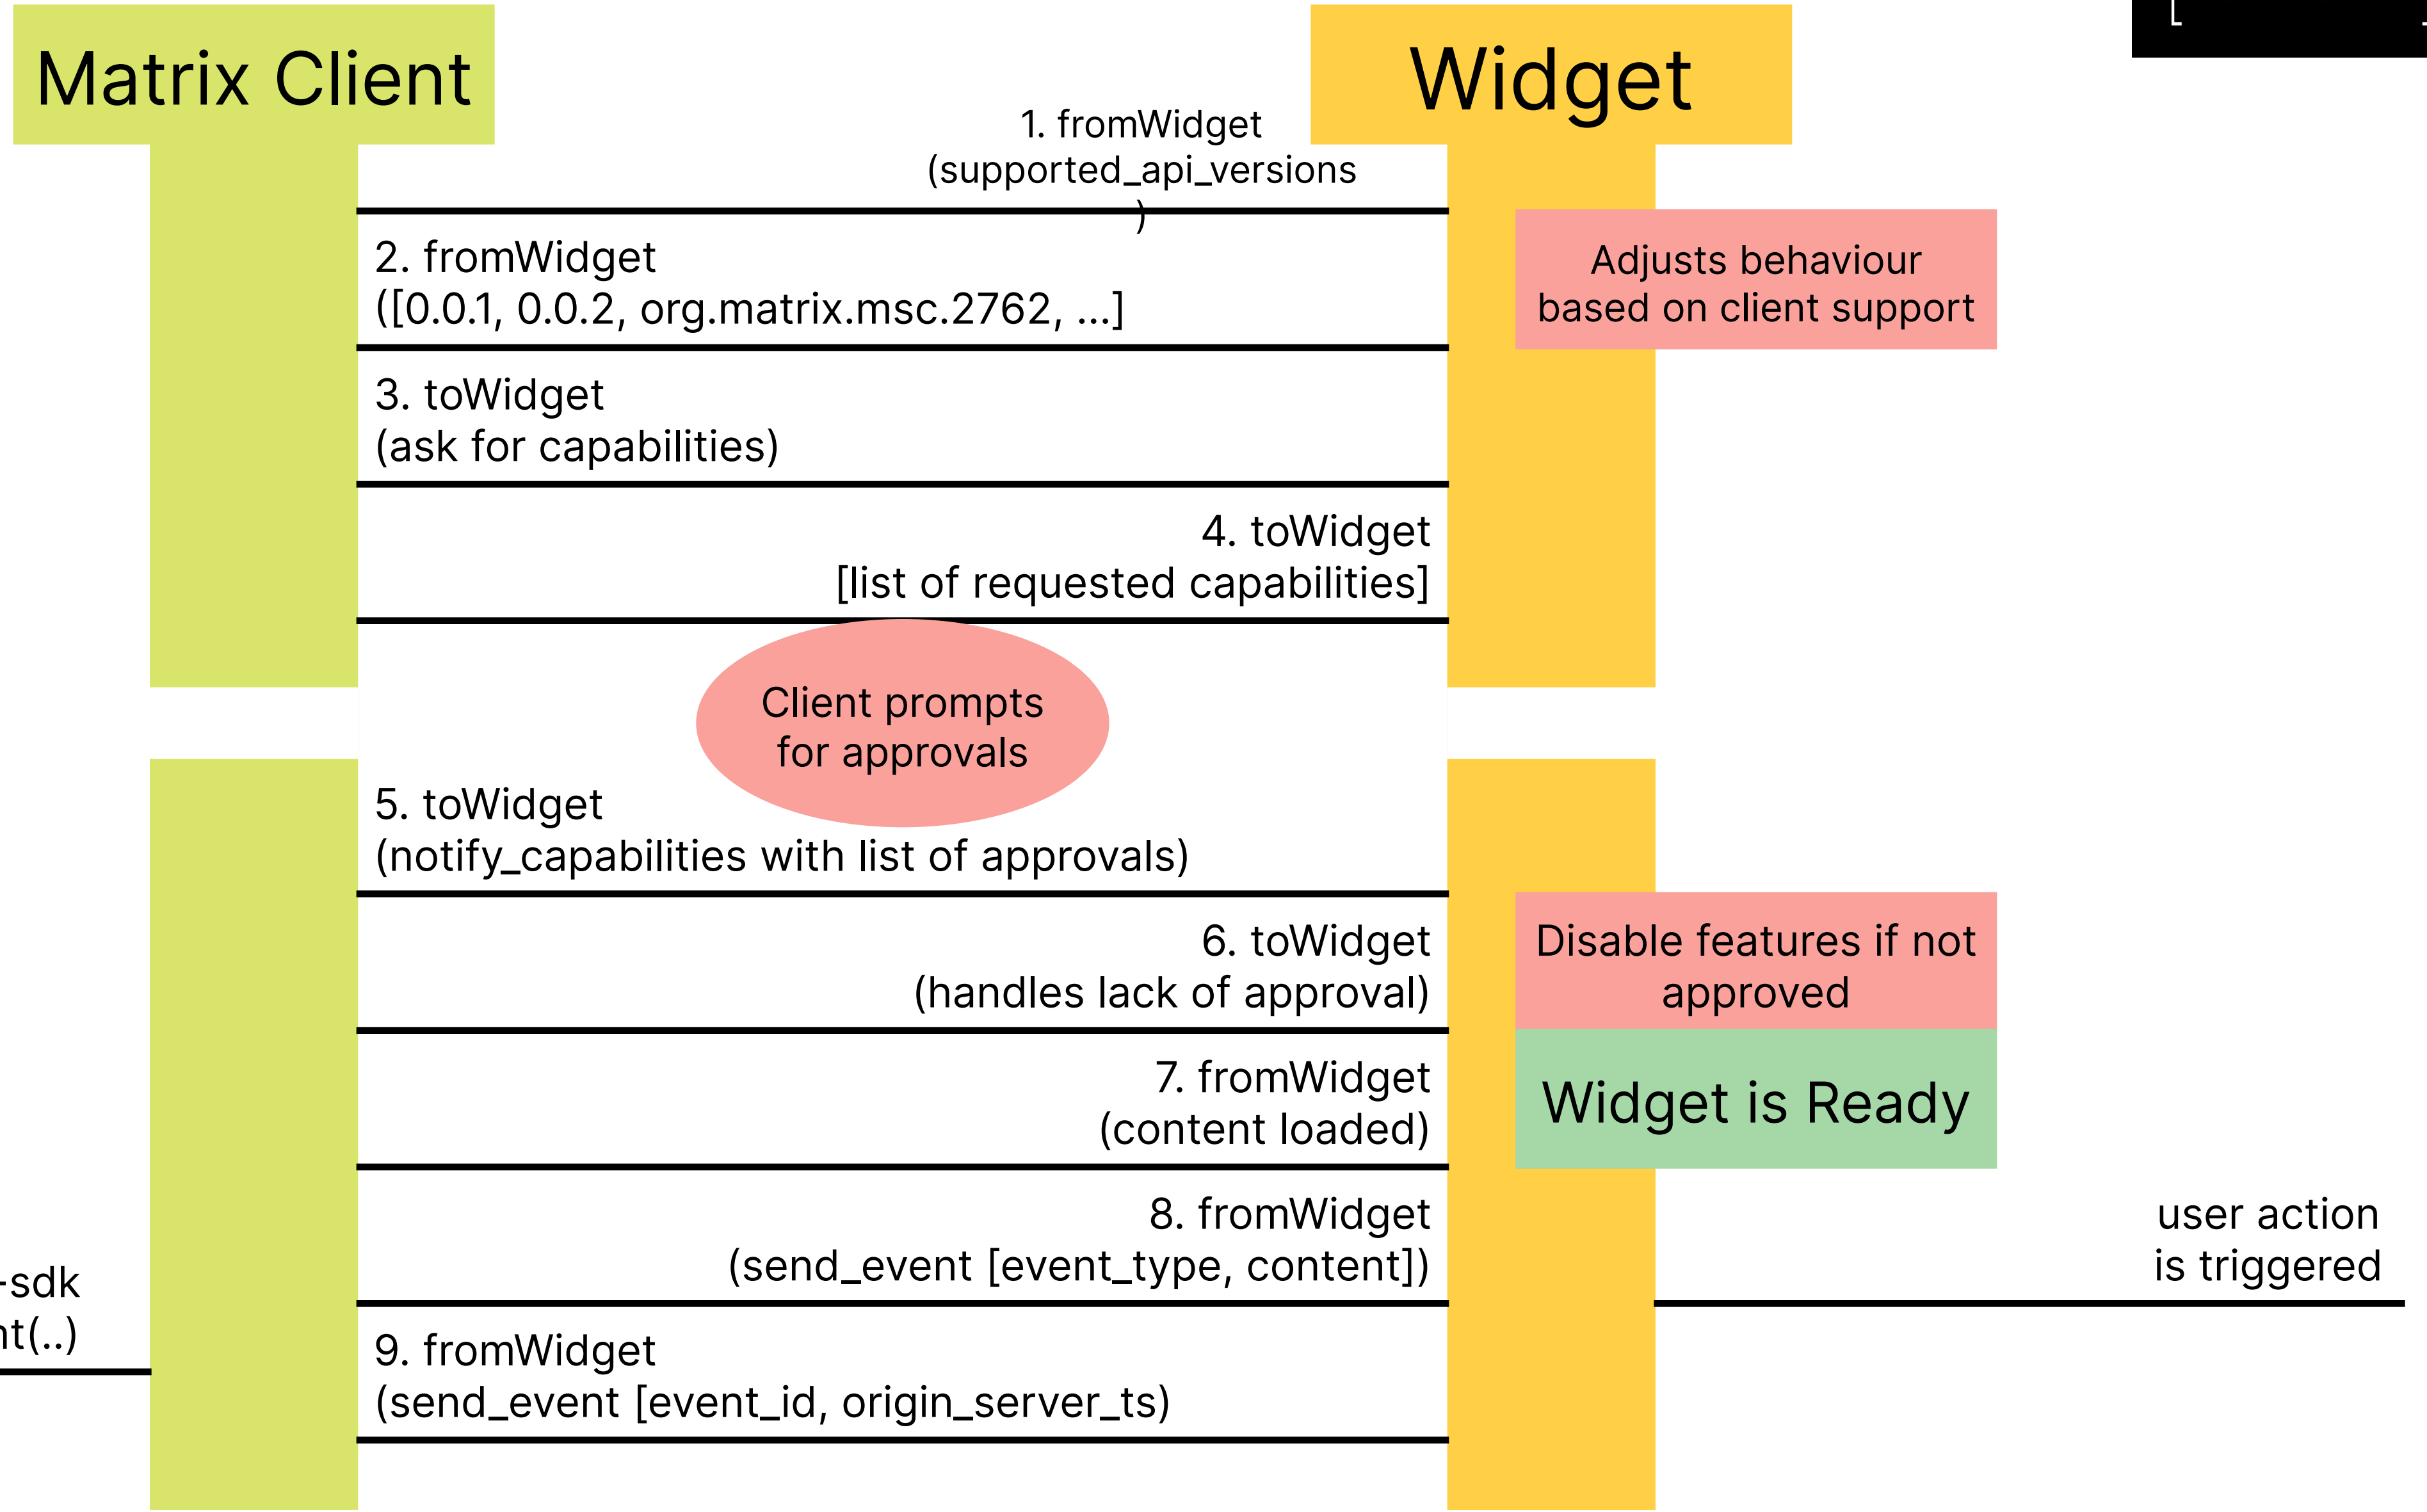 Matrix Client
Widget
1. fromWidget
(supported_api_versions
)
2. fromWidget
([0.0.1, 0.0.2, org.matrix.msc.2762, ...]
Adjusts behaviour
based on client support
3. toWidget
(ask for capabilities)
4. toWidget
[list of requested capabilities]
Client prompts
for approvals
5. toWidget
(notify_capabilities with list of approvals)
6. toWidget
(handles lack of approval)
Disable features if not
approved
7. fromWidget
(content loaded)
Widget is Ready
8. fromWidget
(send_event [event_type, content])
user action
is triggered
-sdk
nt(..)
9. fromWidget
(send_event [event_id, origin_server_ts)